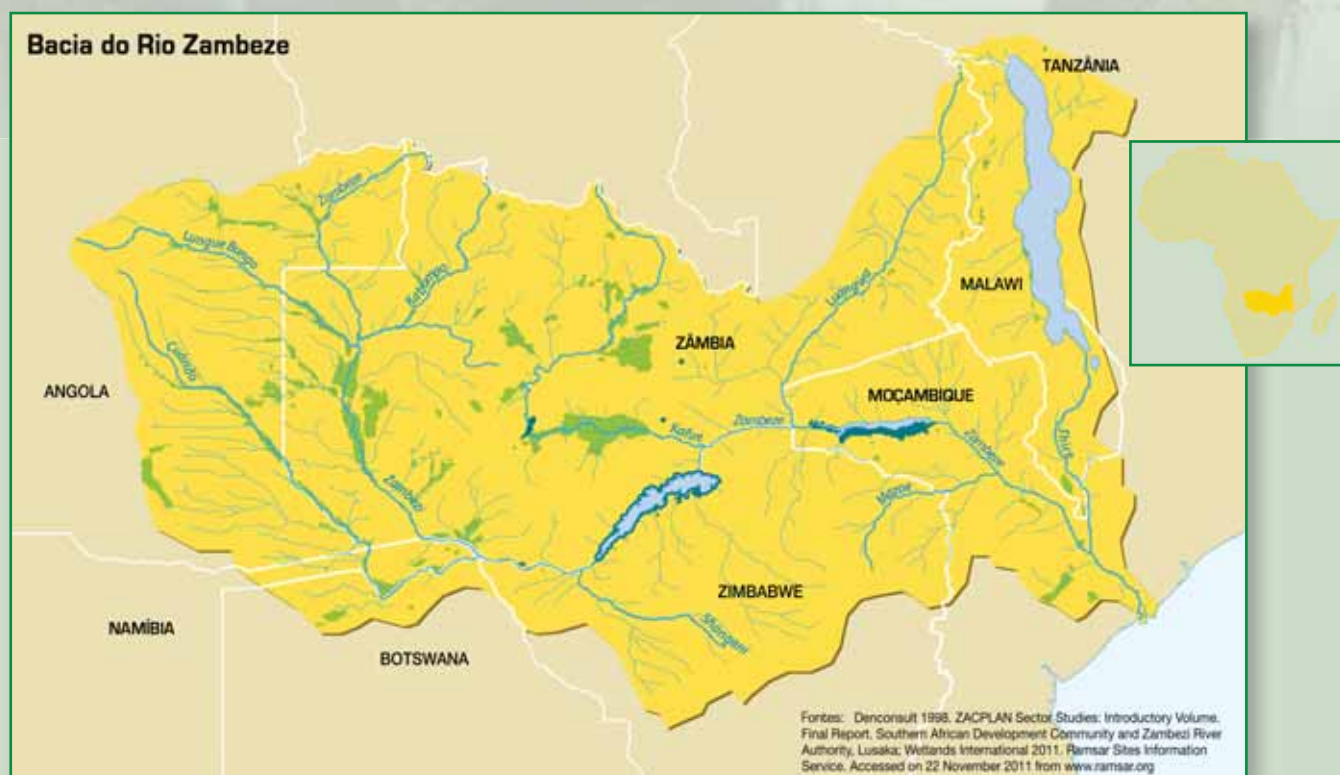 Bacia do Rio Zambeze
TANZÂNIA
Zambeze
Lungue Bongo
Kabompo
Luangwa
MALAWI
ZÂMBIA
Cuando
ANGOLA
MOÇAMBIQUE
Zambeze
Kafue
Zambeze
Chire
Zambezi
Mazoe
ZIMBABWE
Shangani
NAMÍBIA
BOTSWANA
Fontes: Denconsult 1998. ZACPLAN Sector Studies: Introductory Volume.
Final Report, Southern African Development Community and Zambezi River
Authority, Lusaka; Wetlands International 2011. Ramsar Sites Information
Service. Accessed on 22 November 2011 from www.ramsar.org